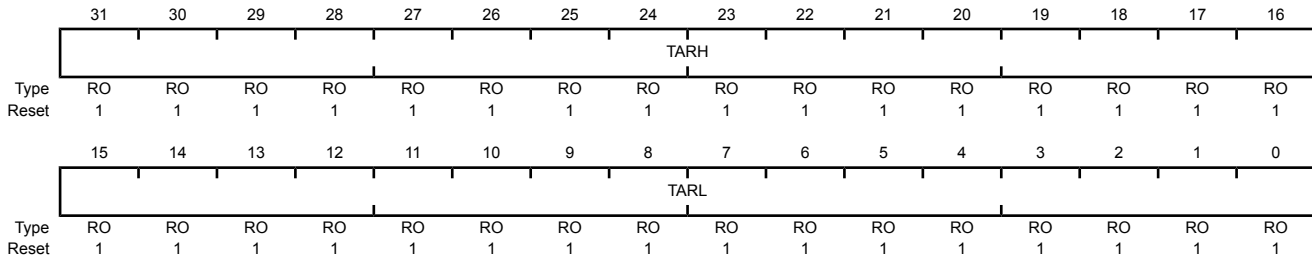 31 30 29 28 27 26 25 24 23 22 21 20 19 18 17 16
TARH
Type RO RO RO RO RO RO RO RO RO RO RO RO RO RO RO RO
Reset 1 1 1 1 1 1 1 1 1 1 1 1 1 1 1 1
15 14 13 12 11 10 9 8 7 6 5 4 3 2 1 0
TARL
Type RO RO RO RO RO RO RO RO RO RO RO RO RO RO RO RO
Reset 1 1 1 1 1 1 1 1 1 1 1 1 1 1 1 1